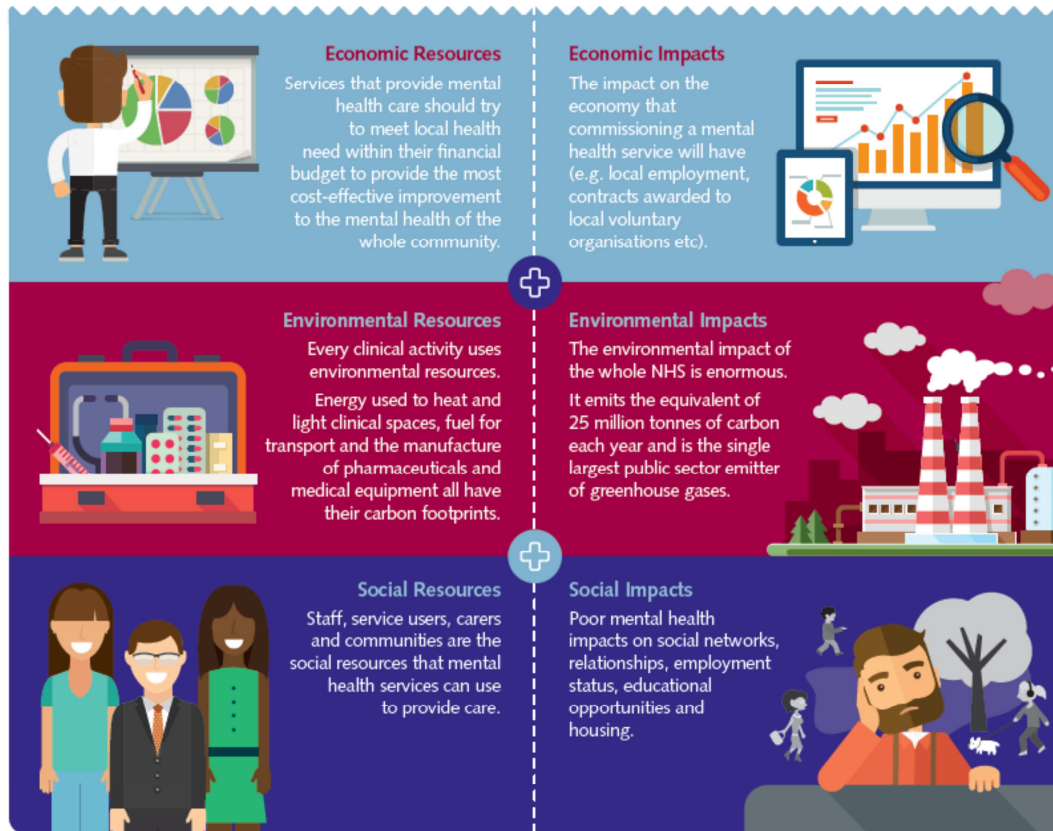 Economic Resources
Services that provide mental
health care should try
to meet local health
need within their financial
budget to provide the most
cost-effective improvement
to the mental health of the
whole community.
Economic Impacts
The impact on the
economy that
commissioning a mental
health service will have
(e.g. local employment,
contracts awarded to
local voluntary
organisations etc).
Environmental Resources
Every clinical activity uses
environmental resources.
Energy used to heat and
light clinical spaces, fuel for
transport and the manufacture
of pharmaceuticals and
medical equipment all have
their carbon footprints.
Environmental Impacts
The environmental impact of
the whole NHS is enormous.
It emits the equivalent of
25 million tonnes of carbon
each year and is the single
largest public sector emitter
of greenhouse gases.
Social Resources
Staff, service users, carers
and communities are the
social resources that mental
health services can use
to provide care.
Social Impacts
Poor mental health
impacts on social networks,
relationships, employment
status, educational
opportunities and
housing.